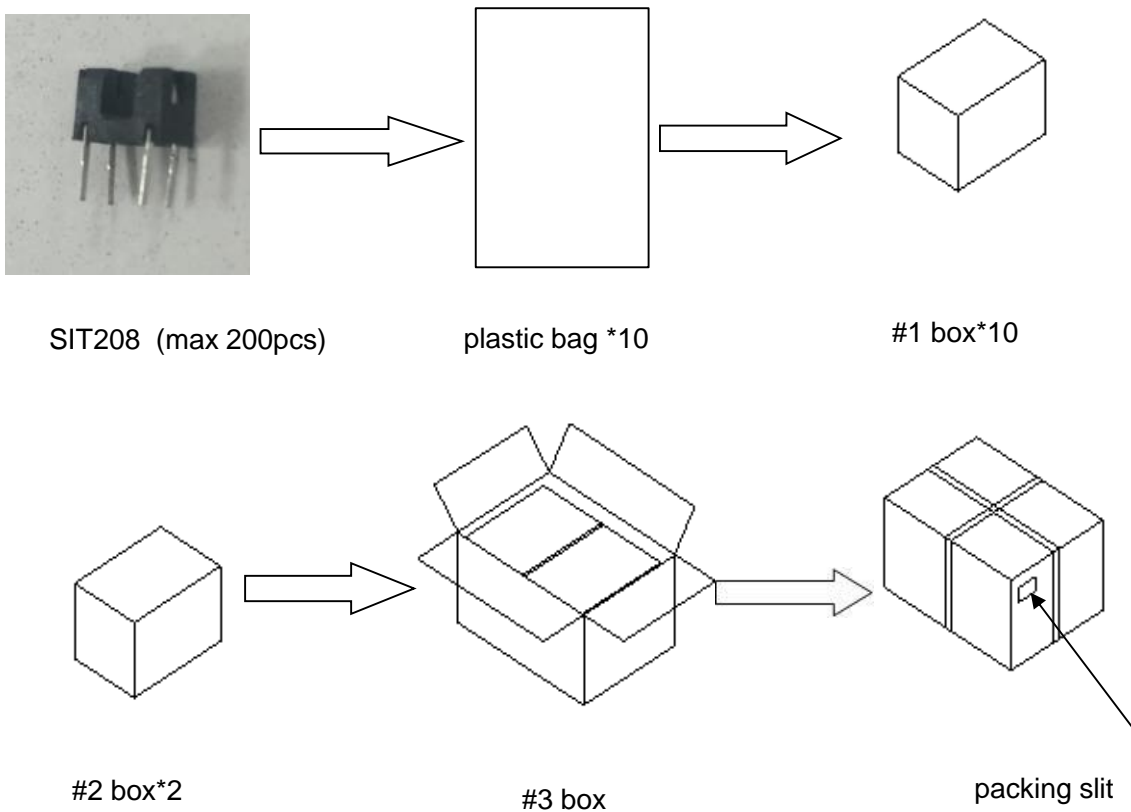 SIT208 (max 200pcs)
plastic bag *10
#1 box*10
#2 box*2
#3 box
packing slit